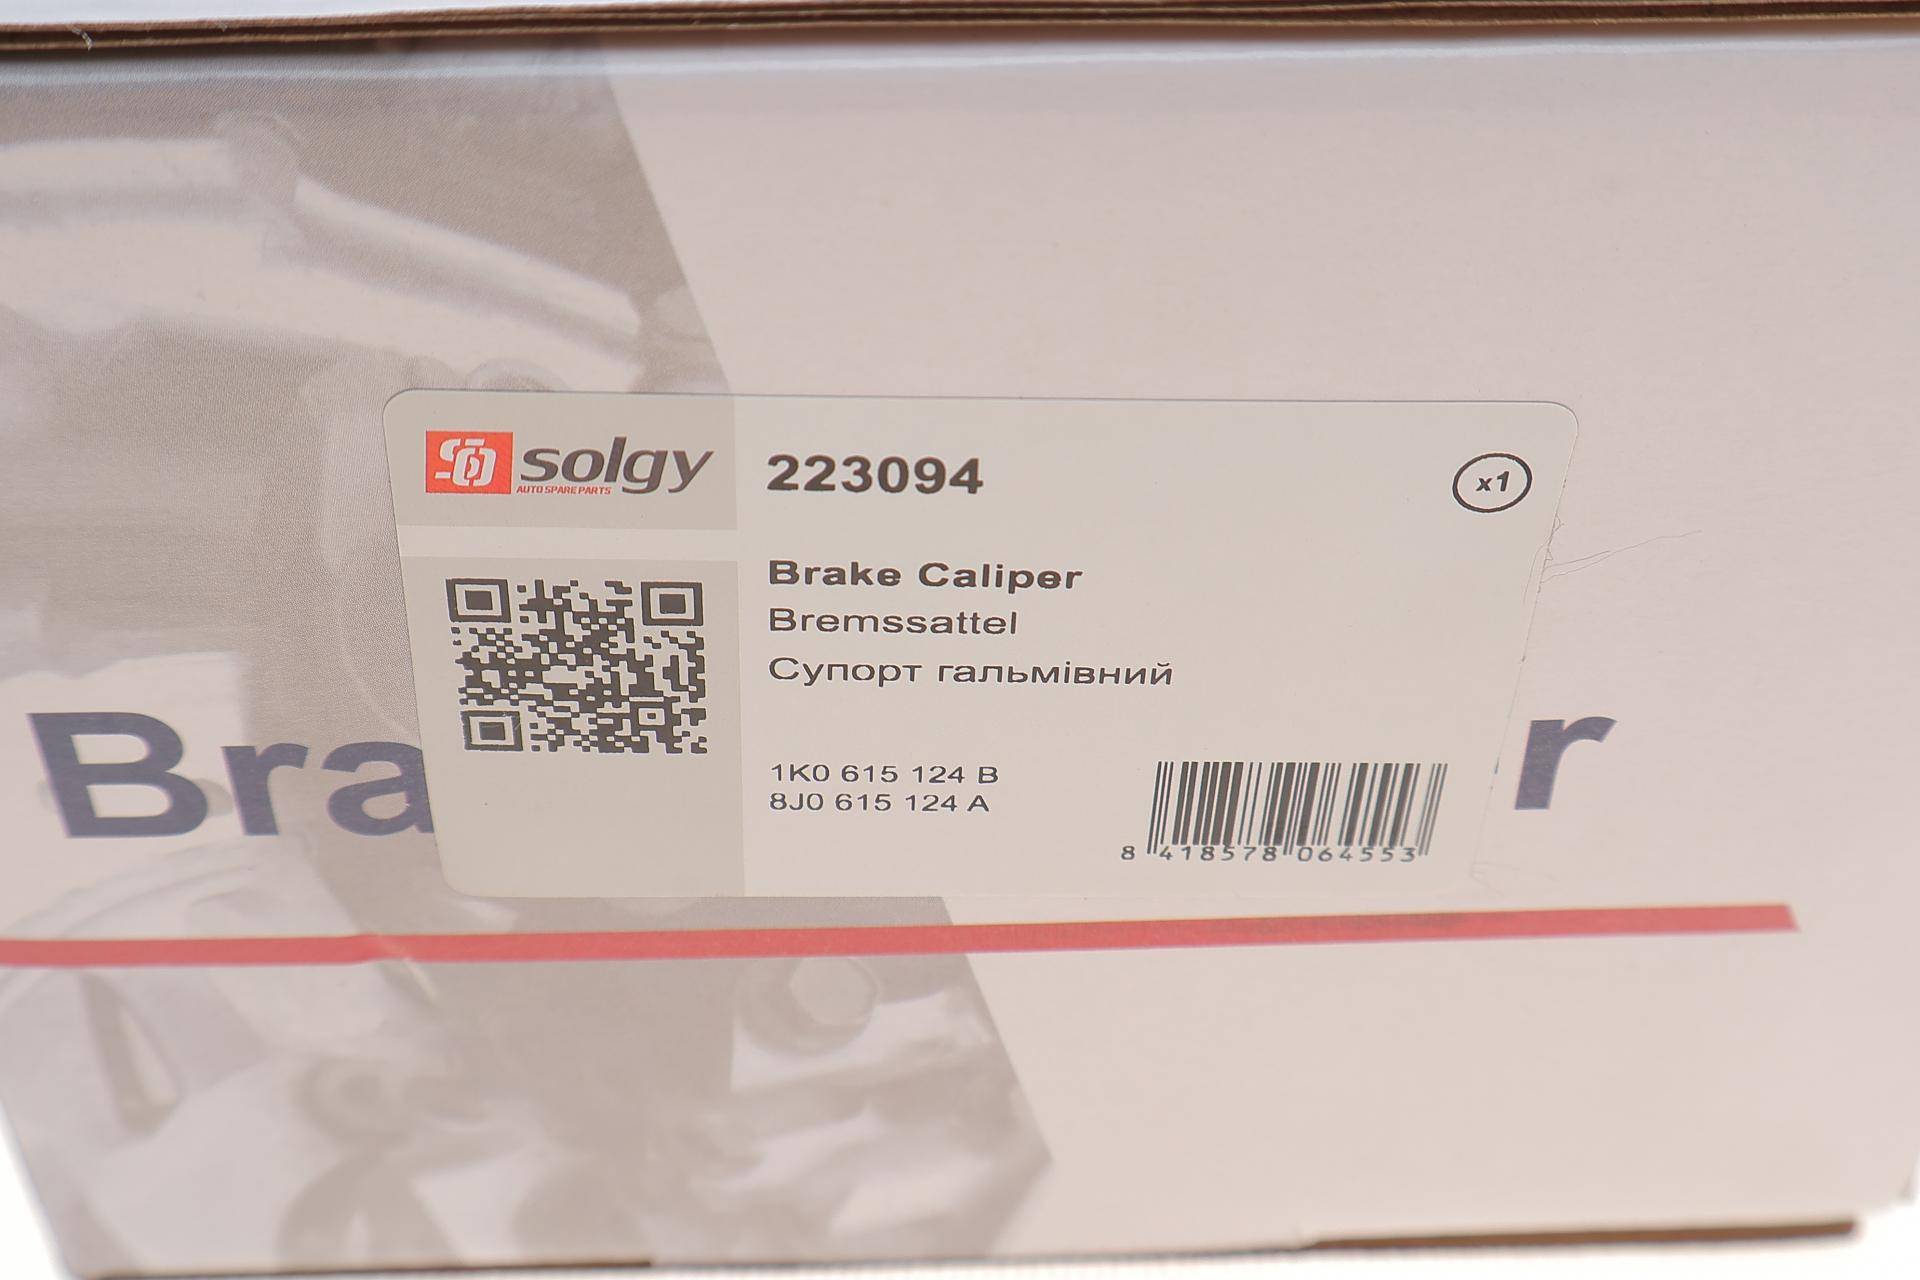 solgy
AUTO SPARE PARTS
223094
x1
Brake Caliper
Bremssattel
Супорт гальмівний
1K0 615 124 B
8J0 615 124 A
8 418578 064553
Bra r